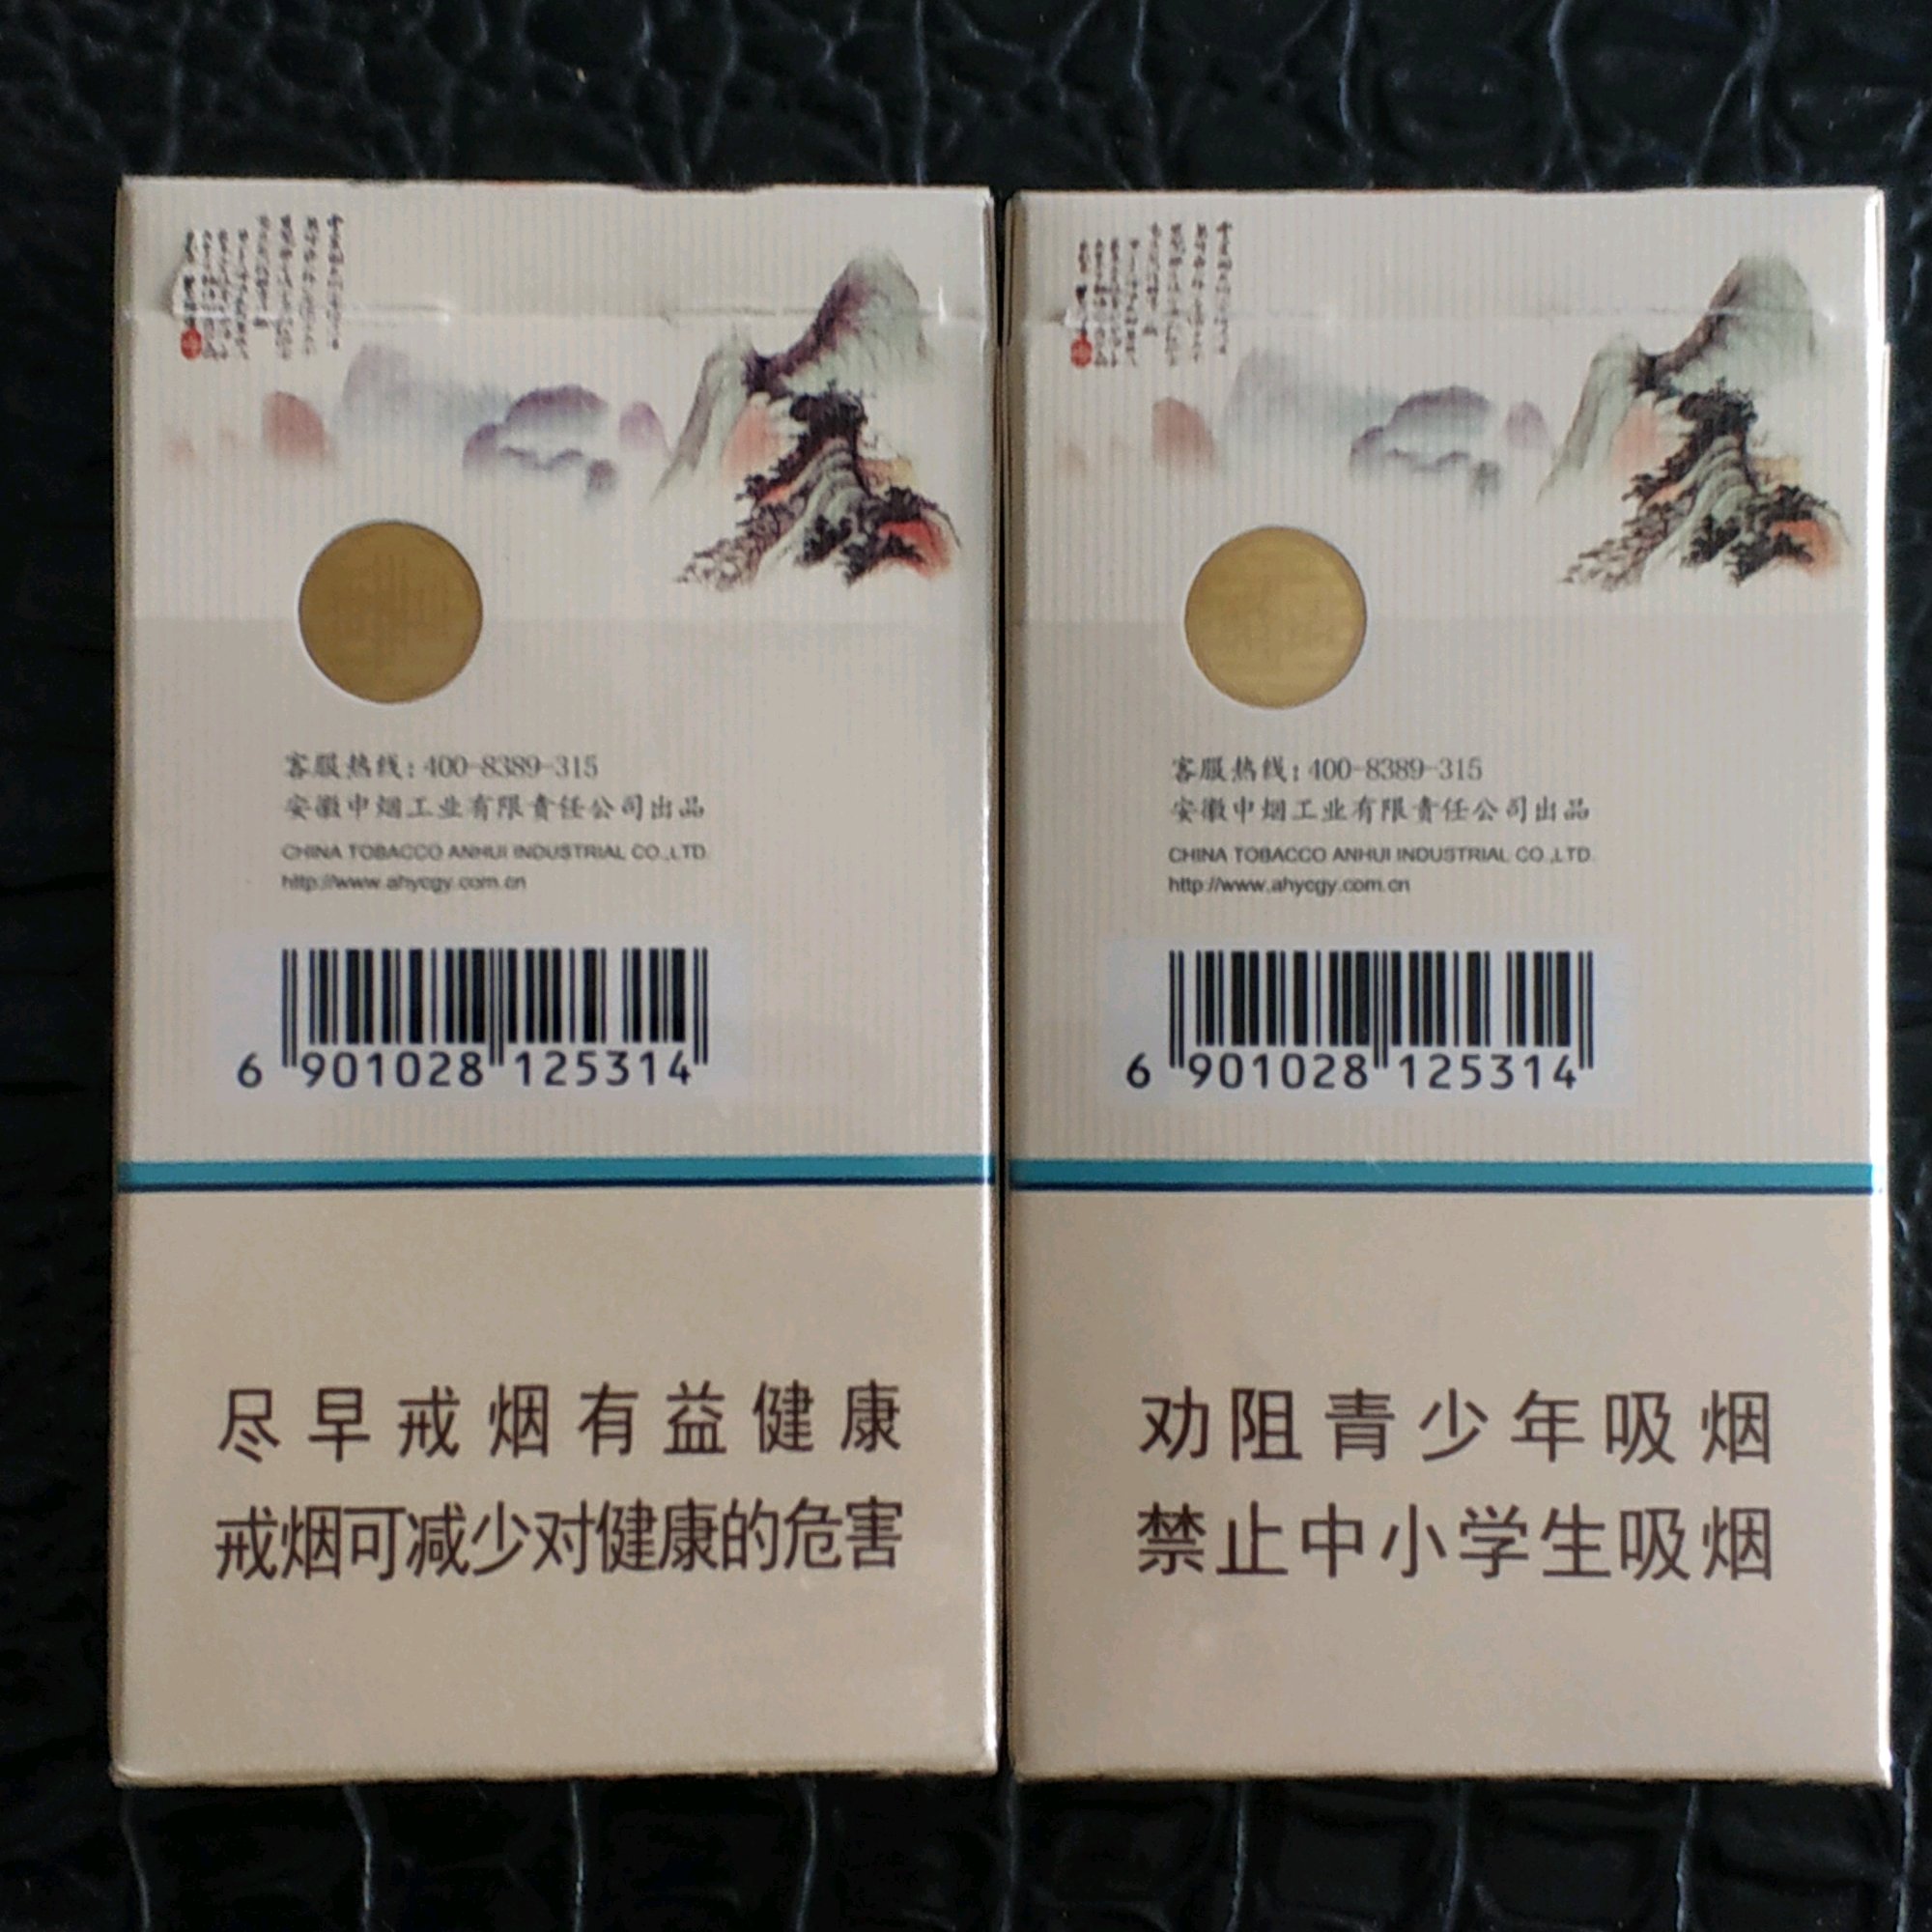 客服热线：400-8389-315
安徽中烟工业有限责任公司出品
CHINA TOBACCO ANHUI INDUSTRIAL CO.,LTD.
http://www.ahycgy.com.cn
6 901028 125314
尽早戒烟有益健康
戒烟可减少对健康的危害
客服热线：400-8389-315
安徽中烟工业有限责任公司出品
CHINA TOBACCO ANHUI INDUSTRIAL CO.,LTD.
http://www.ahycgy.com.cn
6 901028 125314
劝阻青少年吸烟
禁止中小学生吸烟